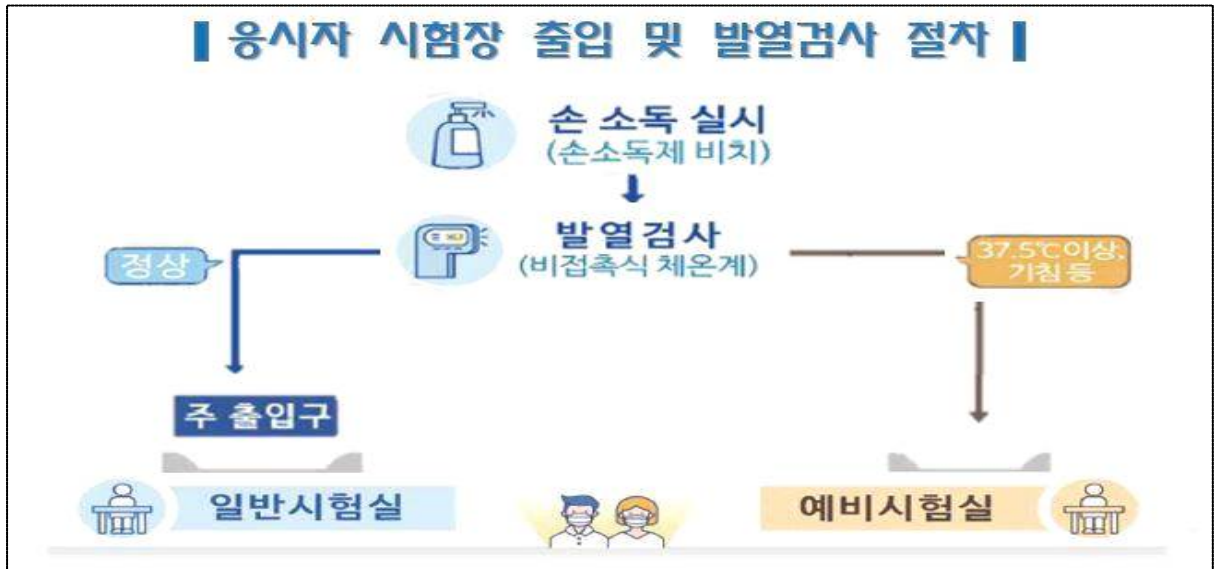 응시자 시험장 출입 및 발열검사 절차
손 소독 실시
(손소독제 비치)
발열검사
(비접촉식 체온계)
정상
37.5℃이상,
기침 등
주 출입구
일반시험실
예비시험실